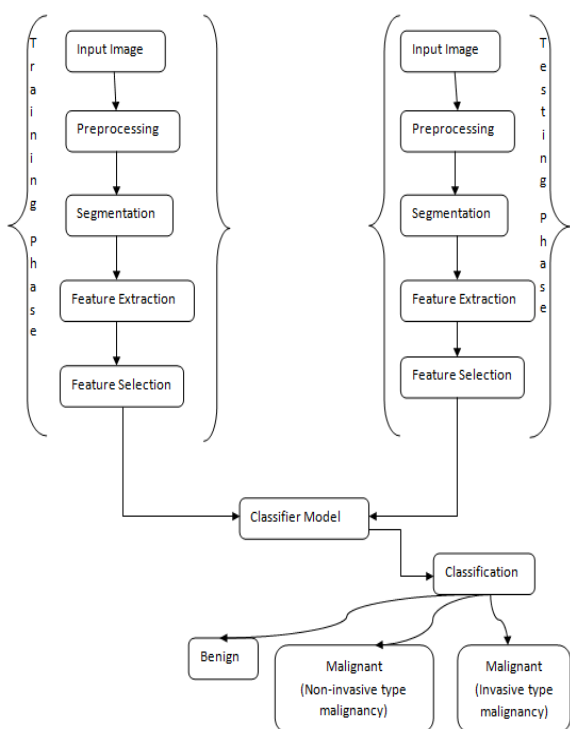 Training Phase
Input Image
Preprocessing
Segmentation
Feature Extraction
Feature Selection
Testing Phase
Input Image
Preprocessing
Segmentation
Feature Extraction
Feature Selection
Classifier Model
Classification
Benign
Malignant
(Non-invasive type
malignancy)
Malignant
(Invasive type
malignancy)